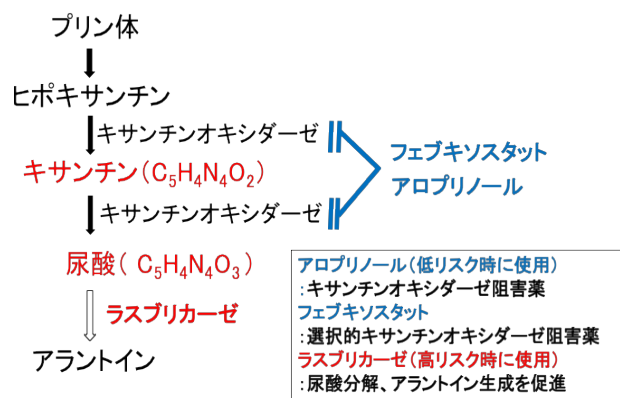 プリン体
ヒポキサンチン
キサンチンオキシダーゼ
フェブキソスタット
キサンチン(C₅H₄N₄O₂)
アロプリノール
キサンチンオキシダーゼ
尿酸( C₅H₄N₄O₃)
ラスブリカーゼ
アラントイン
アロプリノール(低リスク時に使用)
:キサンチンオキシダーゼ阻害薬
フェブキソスタット
:選択的キサンチンオキシダーゼ阻害薬
ラスブリカーゼ(高リスク時に使用)
:尿酸分解、アラントイン生成を促進